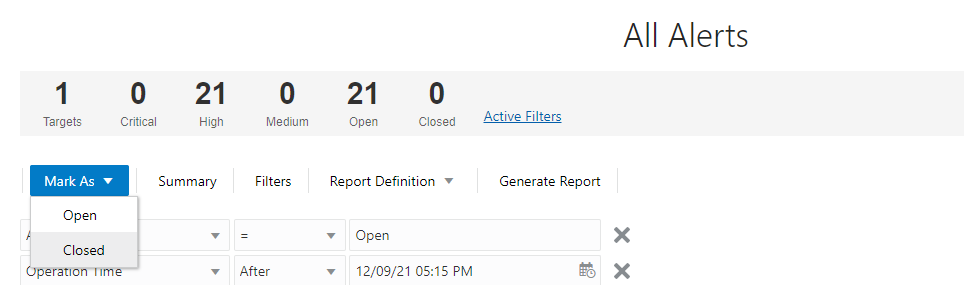 All Alerts
1 0 21 0 21 0
Targets Critical High Medium Open Closed Active Filters
Mark As Summary Filters Report Definition Generate Report
Open
Closed
= Open
Operation Time After 12/09/21 05:15 PM